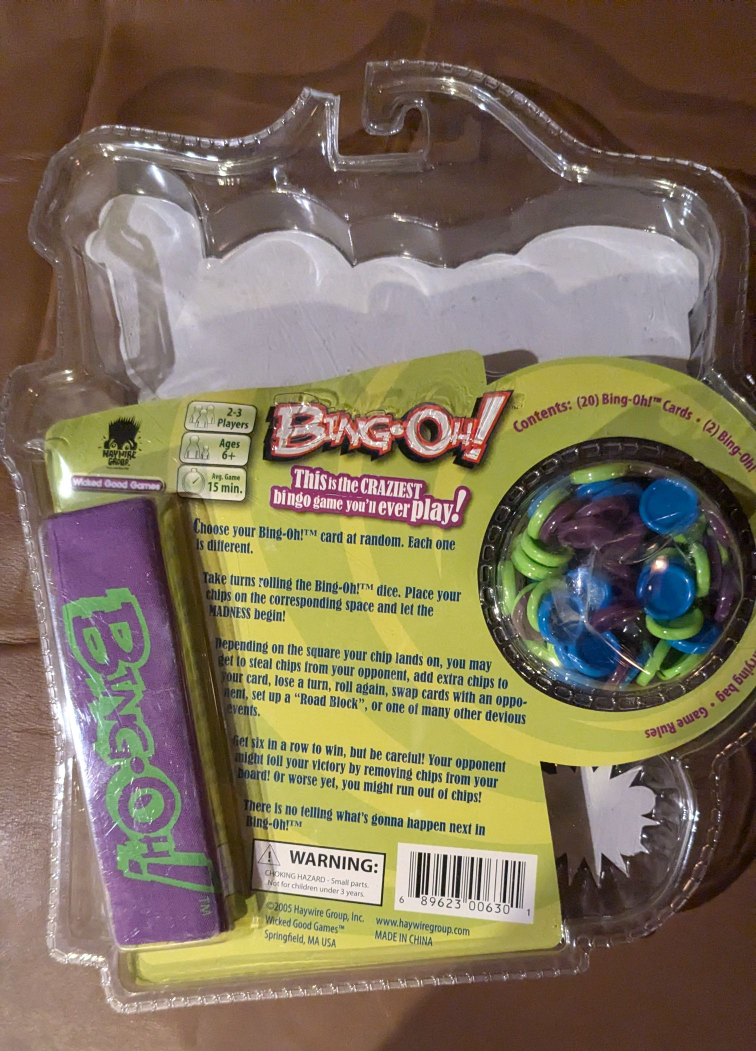 HAYWIRE
GROUP
Wicked Good Games
2-3
Players
Ages
6+
Avg. Game
15 min.
BING•OH!™
This is the CRAZIEST
bingo game you'll ever play!
Contents: (20) Bing-Oh!™ Cards • (2) Bing-Oh
bag • Game Rules
Choose your Bing-Oh!™ card at random. Each one
is different.
Take turns rolling the Bing-Oh!™ dice. Place your
chips on the corresponding space and let the
MADNESS begin!
Depending on the square your chip lands on, you may
get to steal chips from your opponent, add extra chips to
your card, lose a turn, roll again, swap cards with an oppo-
nent, set up a “Road Block”, or one of many other devious
events.
Get six in a row to win, but be careful! Your opponent
might foil your victory by removing chips from your
board! Or worse yet, you might run out of chips!
There is no telling what's gonna happen next in
Bing-Oh!™
BING•OH!™
WARNING:
CHOKING HAZARD - Small parts.
Not for children under 3 years.
6 89623 00630 1
©2005 Haywire Group, Inc.
Wicked Good Games™
Springfield, MA USA
www.haywiregroup.com
MADE IN CHINA